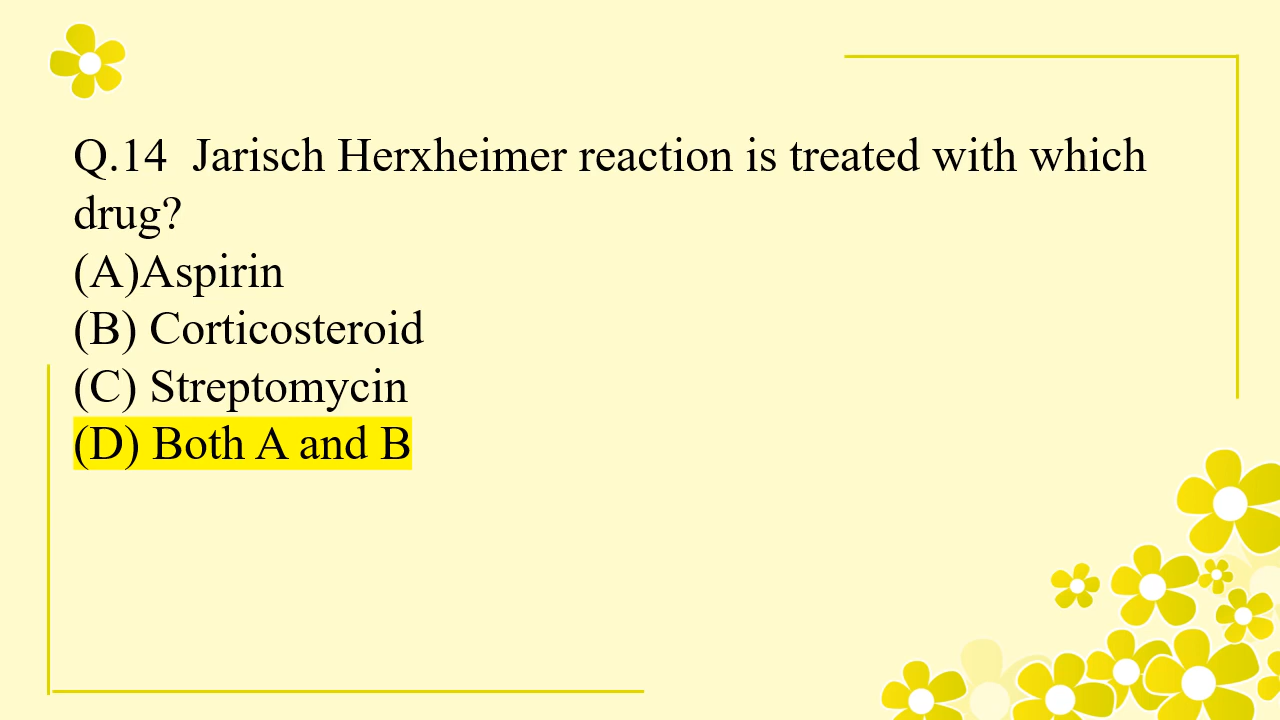 Q.14  Jarisch Herxheimer reaction is treated with which
drug?
(A)Aspirin
(B) Corticosteroid
(C) Streptomycin
(D) Both A and B